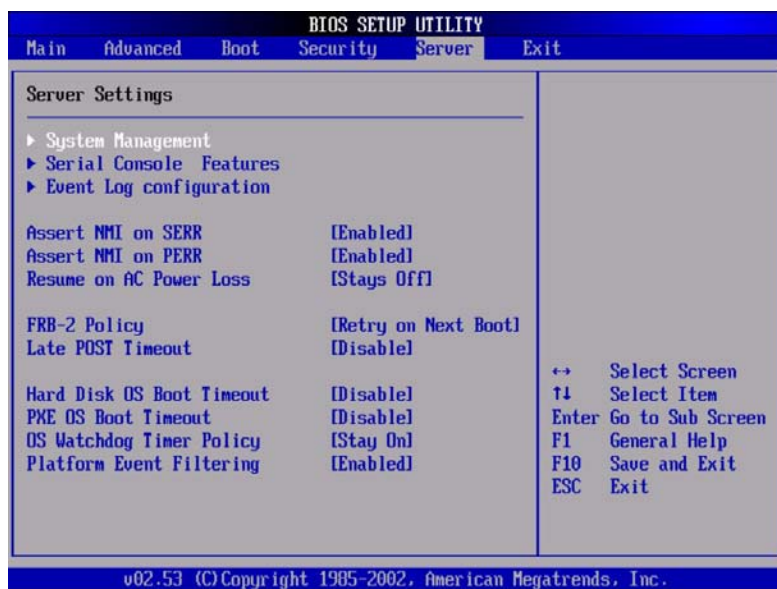 BIOS SETUP UTILITY
Main Advanced Boot Security Server Exit
Server Settings
▶ System Management
▶ Serial Console Features
▶ Event Log configuration
Assert NMI on SERR [Enabled]
Assert NMI on PERR [Enabled]
Resume on AC Power Loss [Stays Off]
FRB-2 Policy [Retry on Next Boot]
Late POST Timeout [Disable]
Hard Disk OS Boot Timeout [Disable]
PXE OS Boot Timeout [Disable]
OS Watchdog Timer Policy [Stay On]
Platform Event Filtering [Enabled]
↔ Select Screen
↑↓ Select Item
Enter Go to Sub Screen
F1 General Help
F10 Save and Exit
ESC Exit
v02.53 (C)Copyright 1985-2002, American Megatrends, Inc.